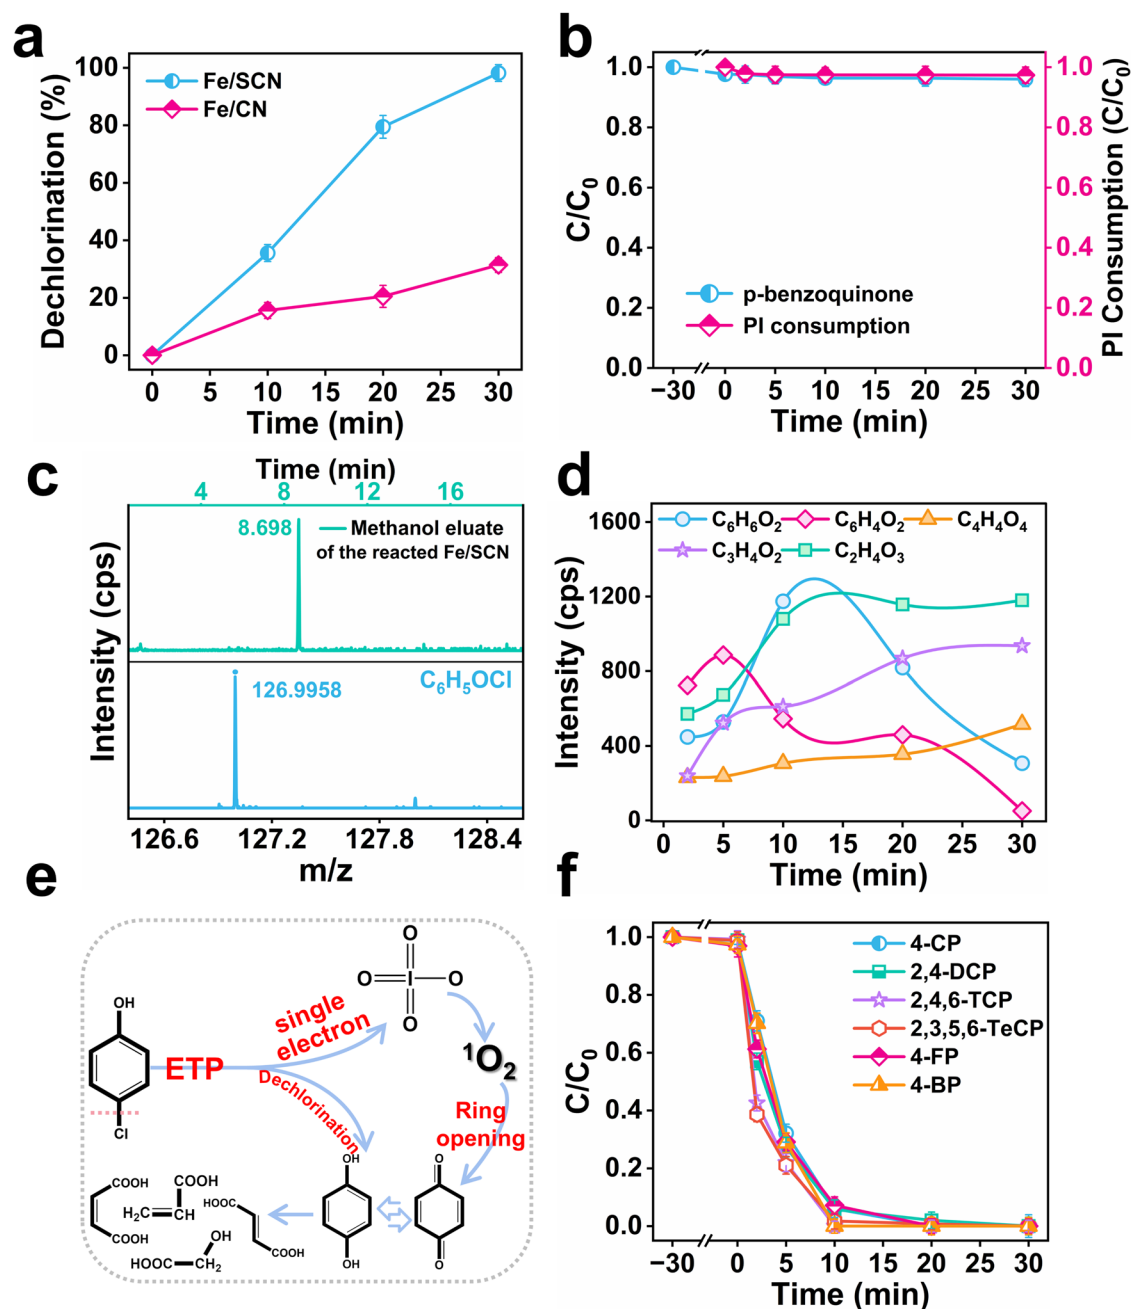 a
Dechlorination (%)
100
80
60
40
20
0
Fe/SCN
Fe/CN
0 5 10 15 20 25 30
Time (min)
b
C/C0
1.0
0.8
0.6
0.4
0.2
0.0
p-benzoquinone
PI consumption
1.0
0.8
0.6
0.4
0.2
0.0
PI Consumption (C/C0)
−30 0 5 10 15 20 25 30
Time (min)
c
Time (min)
4 8 12 16
8.698
Methanol eluate
of the reacted Fe/SCN
Intensity (cps)
126.9958
C6H5OCl
126.6 127.2 127.8 128.4
m/z
d
Intensity (cps)
1600
1200
800
400
0
C6H6O2 C6H4O2 C4H4O4
C3H4O2 C2H4O3
0 5 10 15 20 25 30
Time (min)
e
OH
Cl
ETP
single
electron
Dechlorination
O
O=I–O
O
1O2
Ring
opening
OH
OH
O
O
COOH
COOH
COOH
H2C=CH
OH
HOOC–CH2
HOOC
COOH
f
C/C0
1.0
0.8
0.6
0.4
0.2
0.0
4-CP
2,4-DCP
2,4,6-TCP
2,3,5,6-TeCP
4-FP
4-BP
−30 0 5 10 15 20 25 30
Time (min)